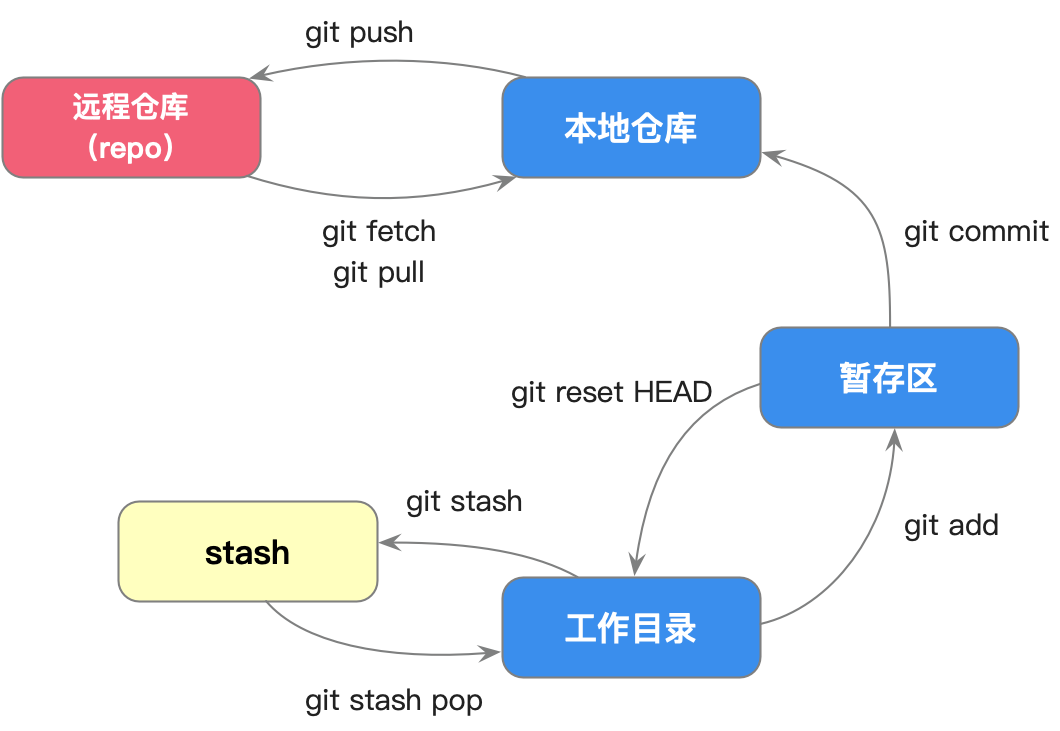 git push
远程仓库
（repo）
本地仓库
git fetch
git pull
git commit
暂存区
git reset HEAD
git stash
git add
stash
工作目录
git stash pop